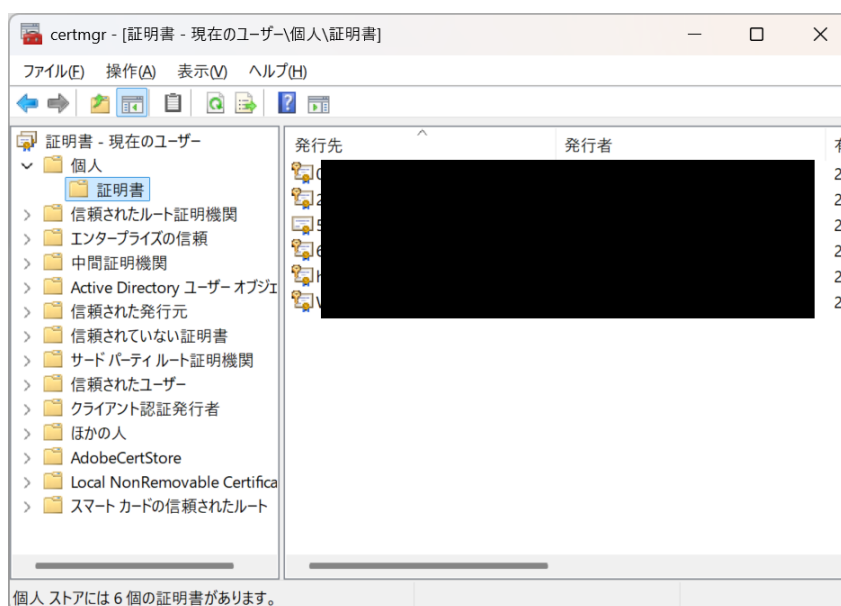 certmgr - [証明書 - 現在のユーザー\個人\証明書]
ファイル(F) 操作(A) 表示(V) ヘルプ(H)
証明書 - 現在のユーザー
個人
証明書
信頼されたルート証明機関
エンタープライズの信頼
中間証明機関
Active Directory ユーザー オブジェ
信頼された発行元
信頼されていない証明書
サード パーティ ルート証明機関
信頼されたユーザー
クライアント認証発行者
ほかの人
AdobeCertStore
Local NonRemovable Certifica
スマート カードの信頼されたルート
発行先 発行者
2
2
5 2
6 2
h 2
2
個人 ストアには 6 個の証明書があります。